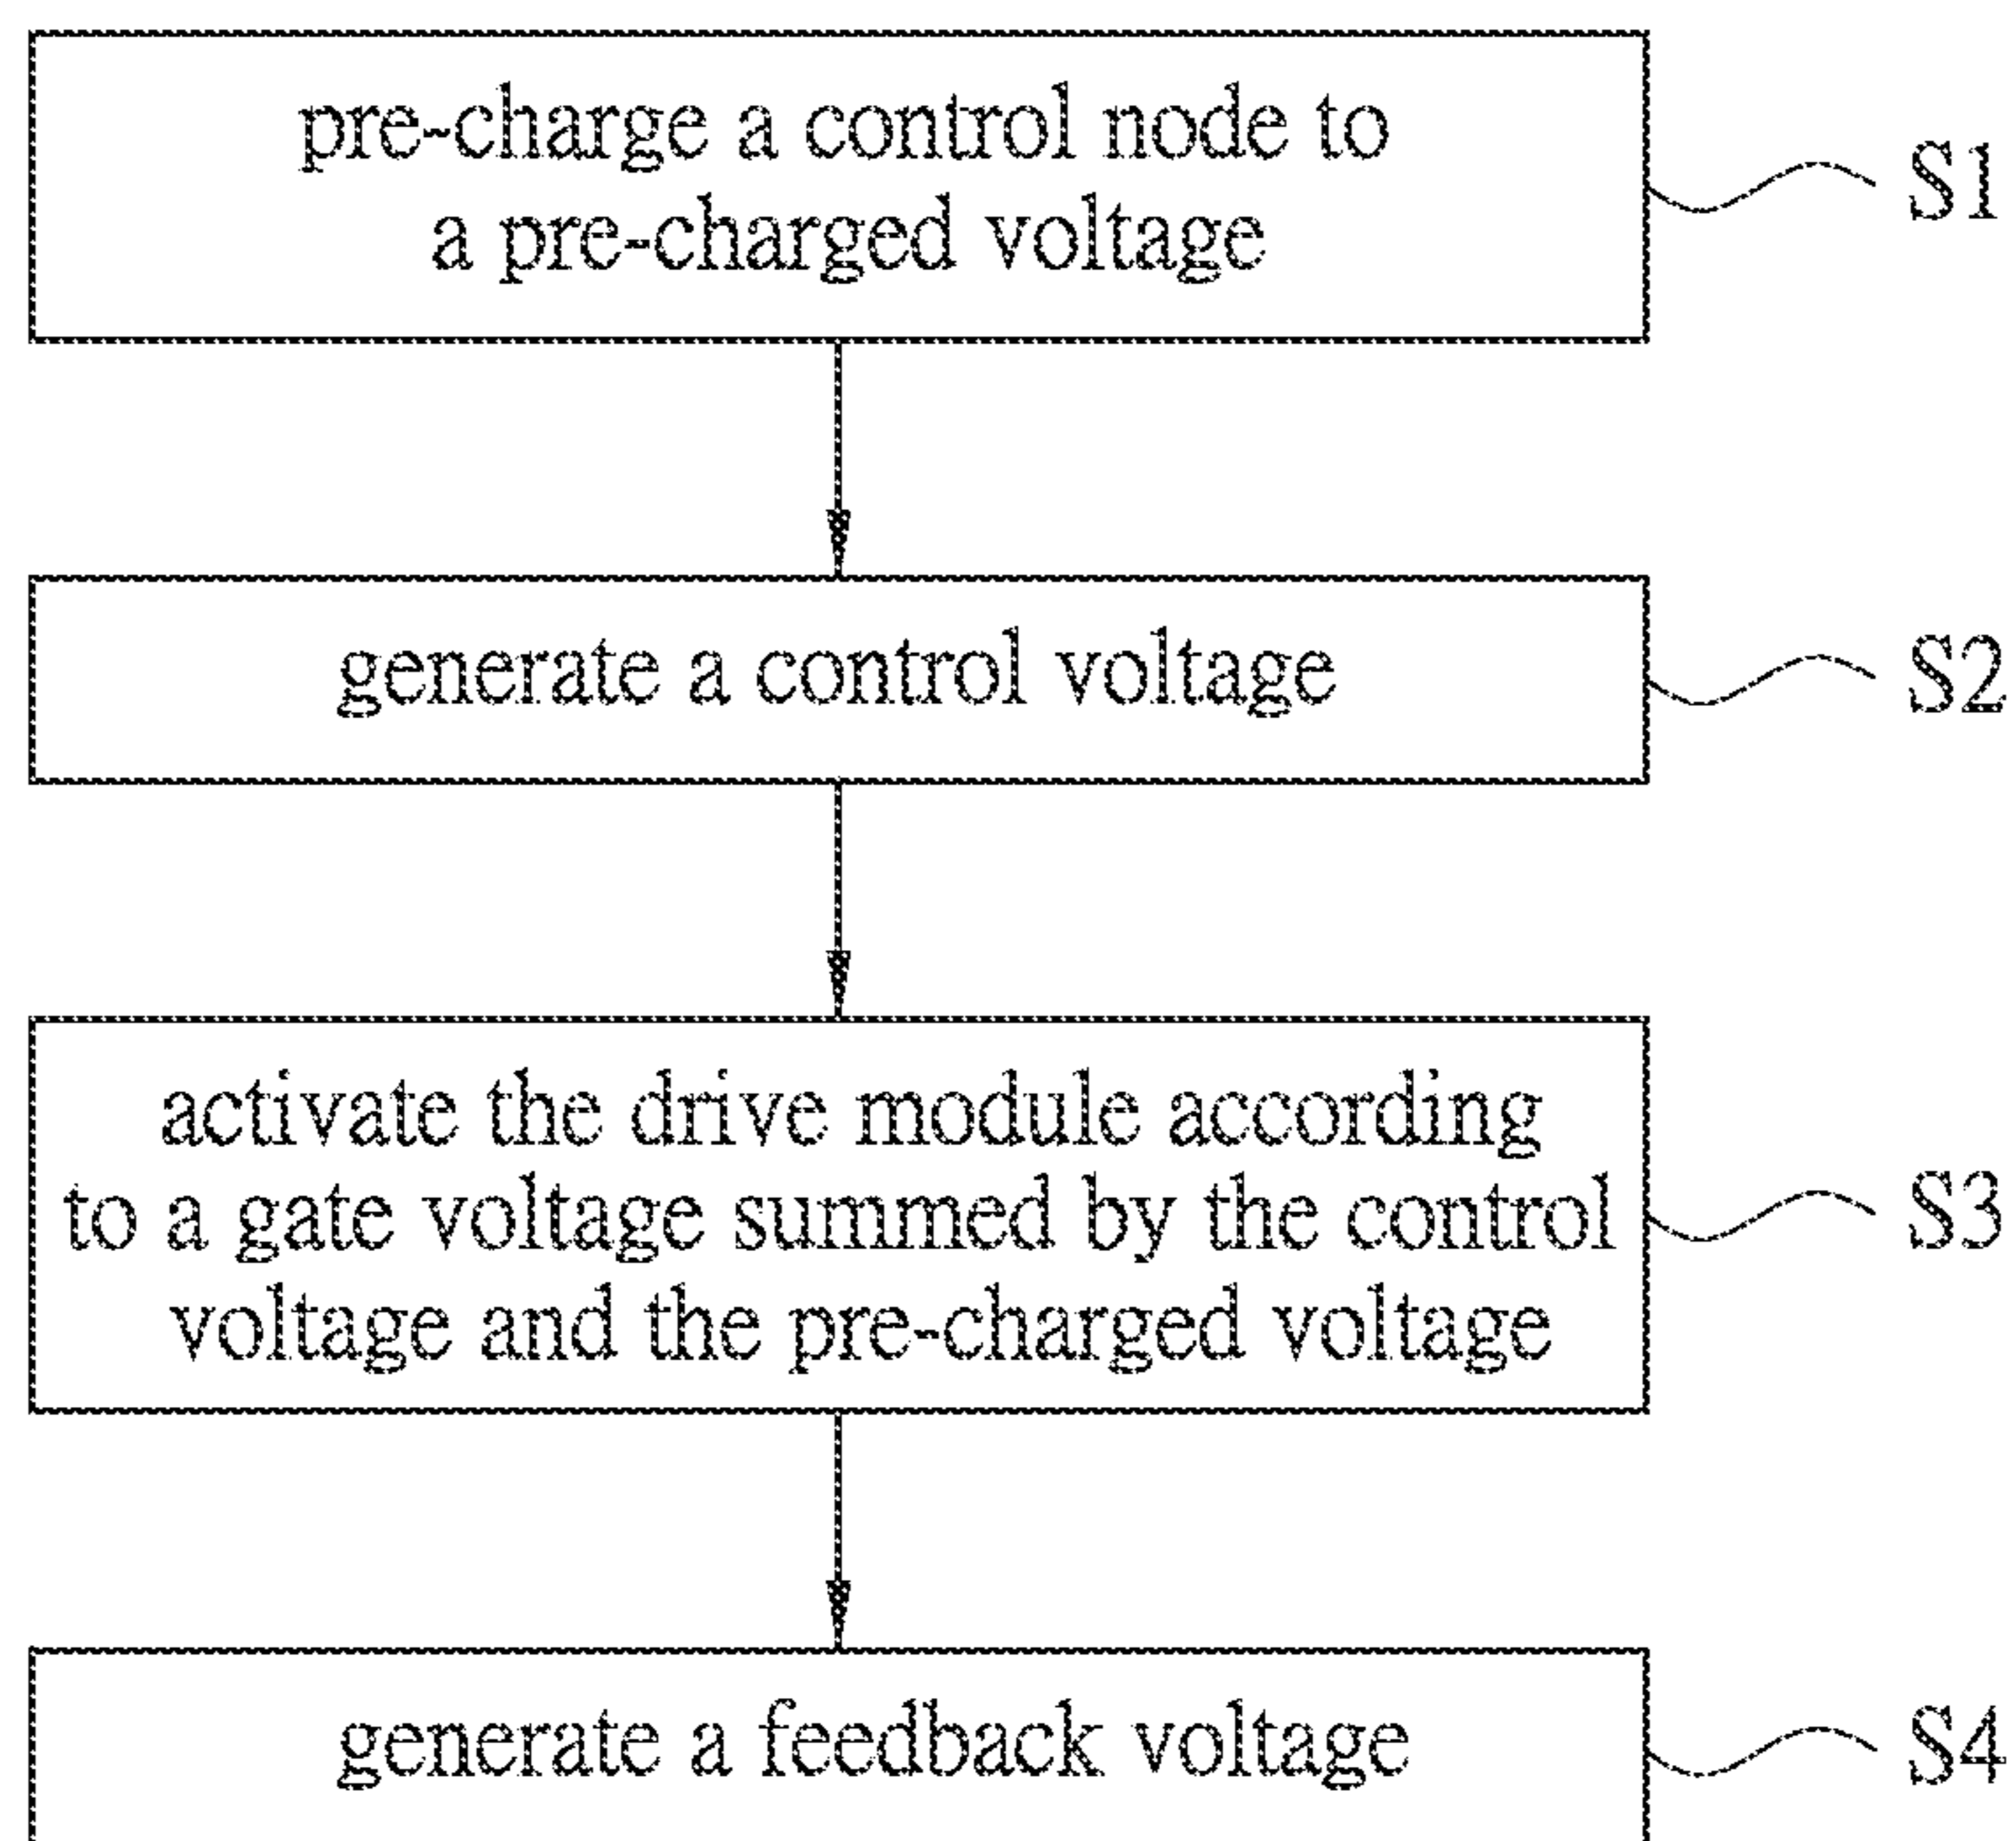 pre-charge a control node to
a pre-charged voltage
S1
generate a control voltage
S2
activate the drive module according
to a gate voltage summed by the control
voltage and the pre-charged voltage
S3
generate a feedback voltage
S4